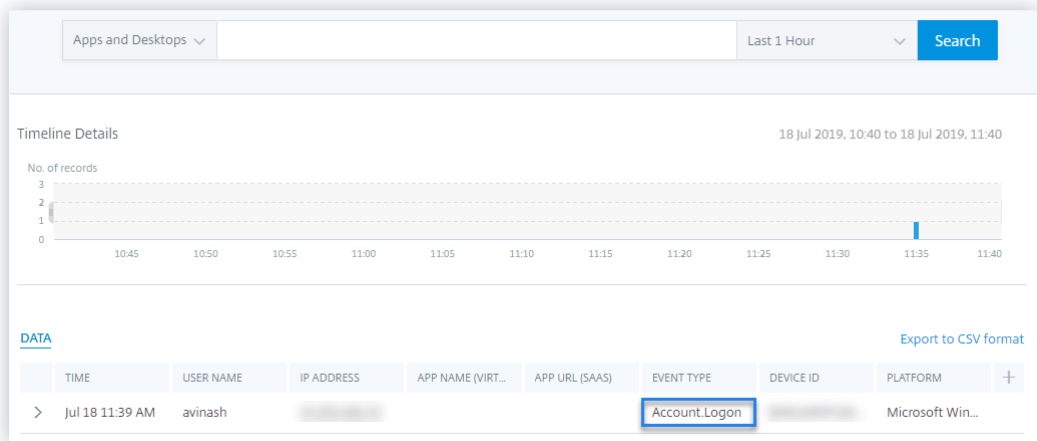 Apps and Desktops Last 1 Hour Search
Timeline Details 18 Jul 2019, 10:40 to 18 Jul 2019, 11:40
No. of records
3
2
1
0
10:45 10:50 10:55 11:00 11:05 11:10 11:15 11:20 11:25 11:30 11:35 11:40
DATA Export to CSV format
TIME USER NAME IP ADDRESS APP NAME (VIRT... APP URL (SAAS) EVENT TYPE DEVICE ID PLATFORM
Jul 18 11:39 AM avinash Account.Logon Microsoft Win...